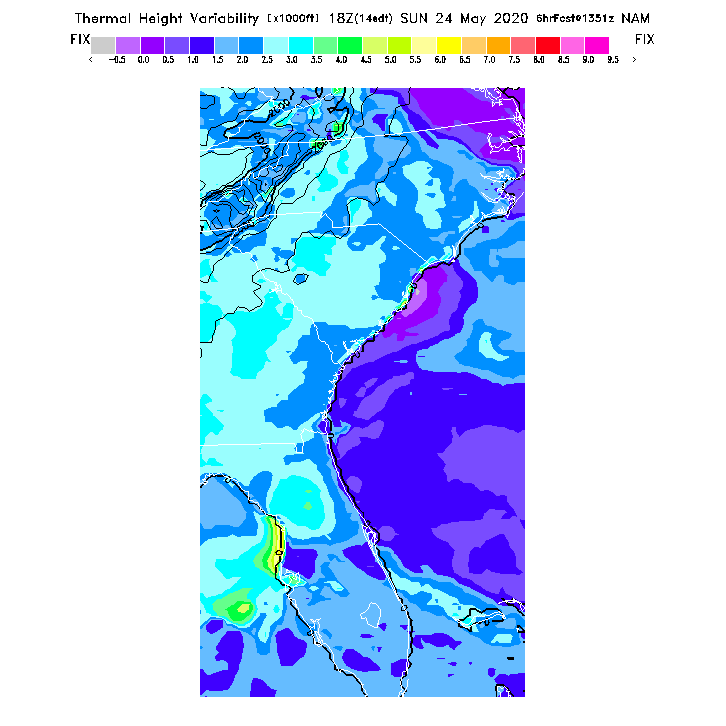 Thermal Height Variability [x1000ft] 18Z(14edt) SUN 24 May 2020 6hrFcst@1351z NAM
FIX FIX
< -0.5 0.0 0.5 1.0 1.5 2.0 2.5 3.0 3.5 4.0 4.5 5.0 5.5 6.0 6.5 7.0 7.5 8.0 8.5 9.0 9.5 >
2600